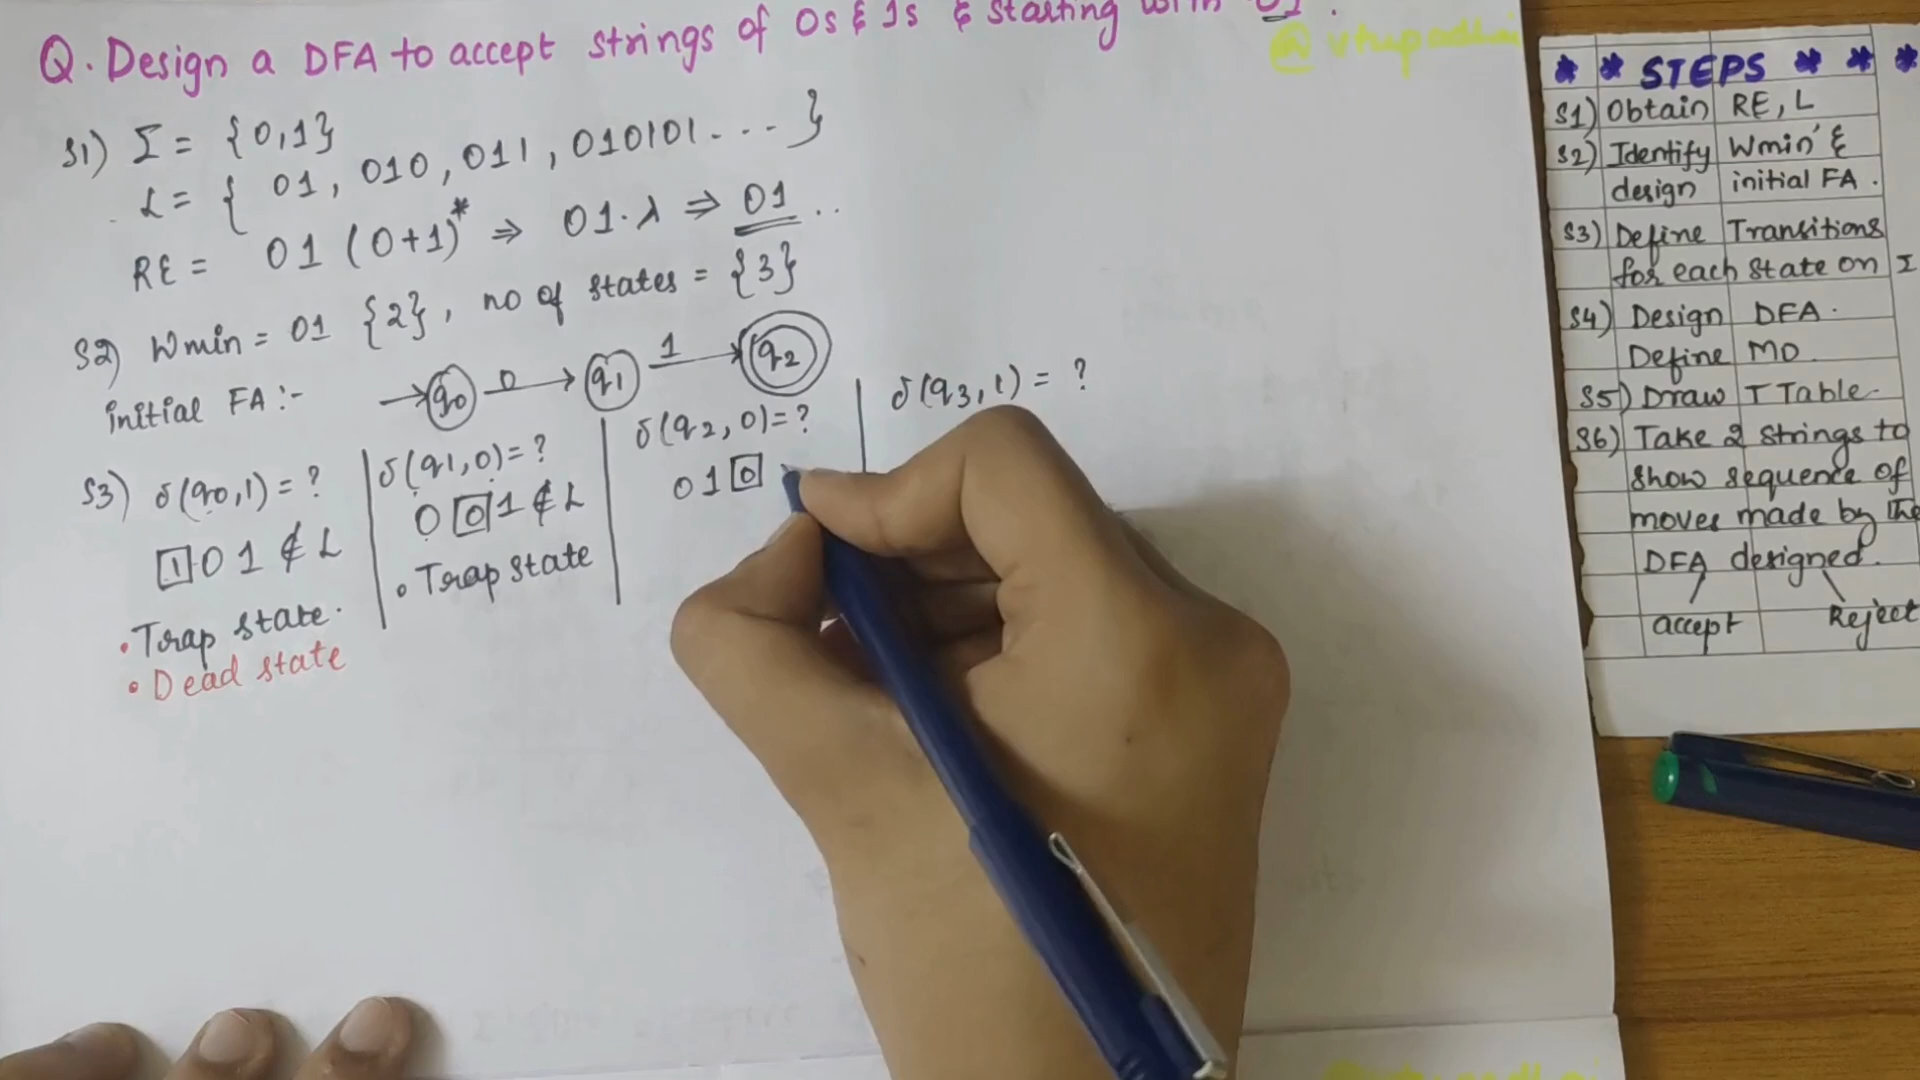 Q. Design a DFA to accept strings of 0s & 1s & starting with 01.
@vtupadhai
S1) Σ = {0,1}
L = { 01, 010, 011, 010101. - - - }
RE = 01 (0+1)* ⇒ 01.λ ⇒ 01 ..
S2) Wmin = 01 {2}, no of states = {3}
initial FA :- → q0 0 → q1 1 → q2
S3) δ(q0,1) = ?
1 0 1 ∉ L
• Trap state.
• Dead state
δ(q1,0) = ?
0 0 1 ∉ L
• Trap state
δ(q2,0) = ?
0 1 0
δ(q3,1) = ?
* * STEPS * * *
S1) Obtain RE, L
S2) Identify Wmin &
design initial FA.
S3) Define Transitions
for each state on Σ
S4) Design DFA.
Define MD.
S5) Draw T Table.
S6) Take 2 strings to
show sequence of
moves made by the
DFA designed.
accept Reject